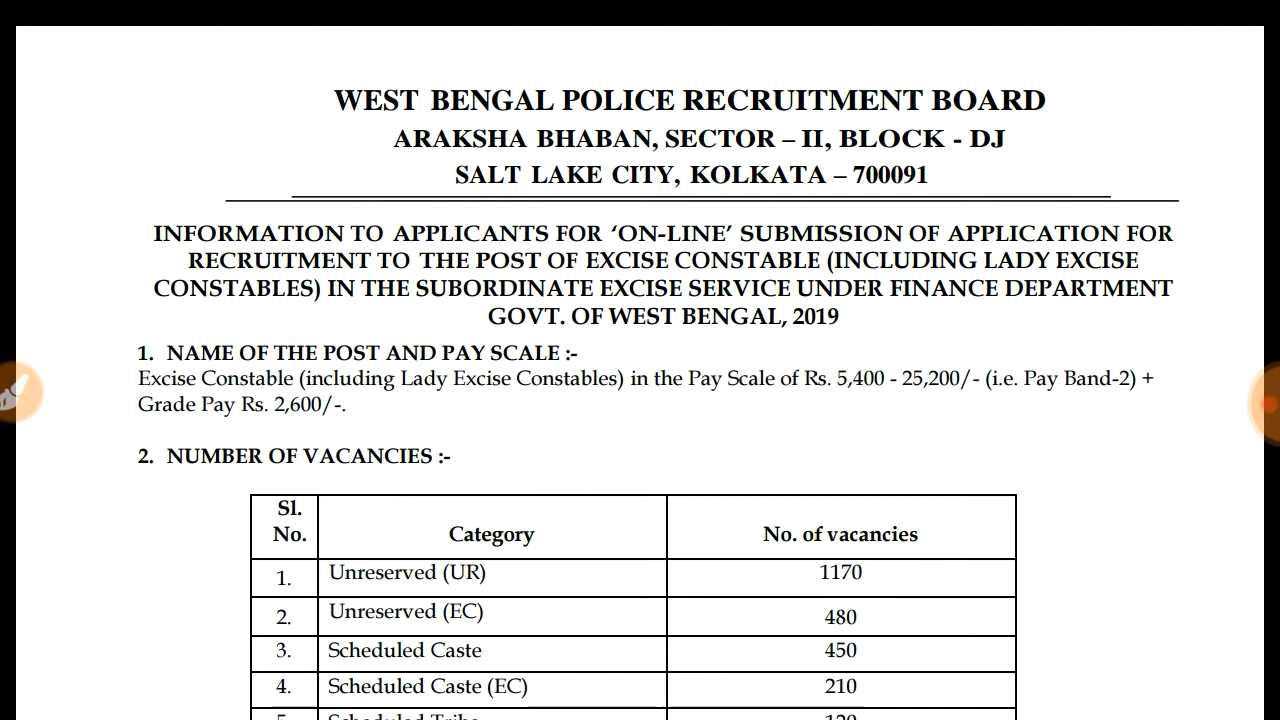 WEST BENGAL POLICE RECRUITMENT BOARD
ARAKSHA BHABAN, SECTOR – II, BLOCK - DJ
SALT LAKE CITY, KOLKATA – 700091
INFORMATION TO APPLICANTS FOR ‘ON-LINE’ SUBMISSION OF APPLICATION FOR
RECRUITMENT TO THE POST OF EXCISE CONSTABLE (INCLUDING LADY EXCISE
CONSTABLES) IN THE SUBORDINATE EXCISE SERVICE UNDER FINANCE DEPARTMENT
GOVT. OF WEST BENGAL, 2019
1. NAME OF THE POST AND PAY SCALE :-
Excise Constable (including Lady Excise Constables) in the Pay Scale of Rs. 5,400 - 25,200/- (i.e. Pay Band-2) +
Grade Pay Rs. 2,600/-.
2. NUMBER OF VACANCIES :-
Sl. No. Category No. of vacancies
1. Unreserved (UR) 1170
2. Unreserved (EC) 480
3. Scheduled Caste 450
4. Scheduled Caste (EC) 210
5. Scheduled Tribe 120